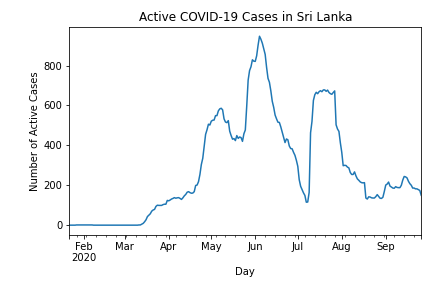 Active COVID-19 Cases in Sri Lanka
Number of Active Cases
800
600
400
200
0
Feb Mar Apr May Jun Jul Aug Sep
2020
Day